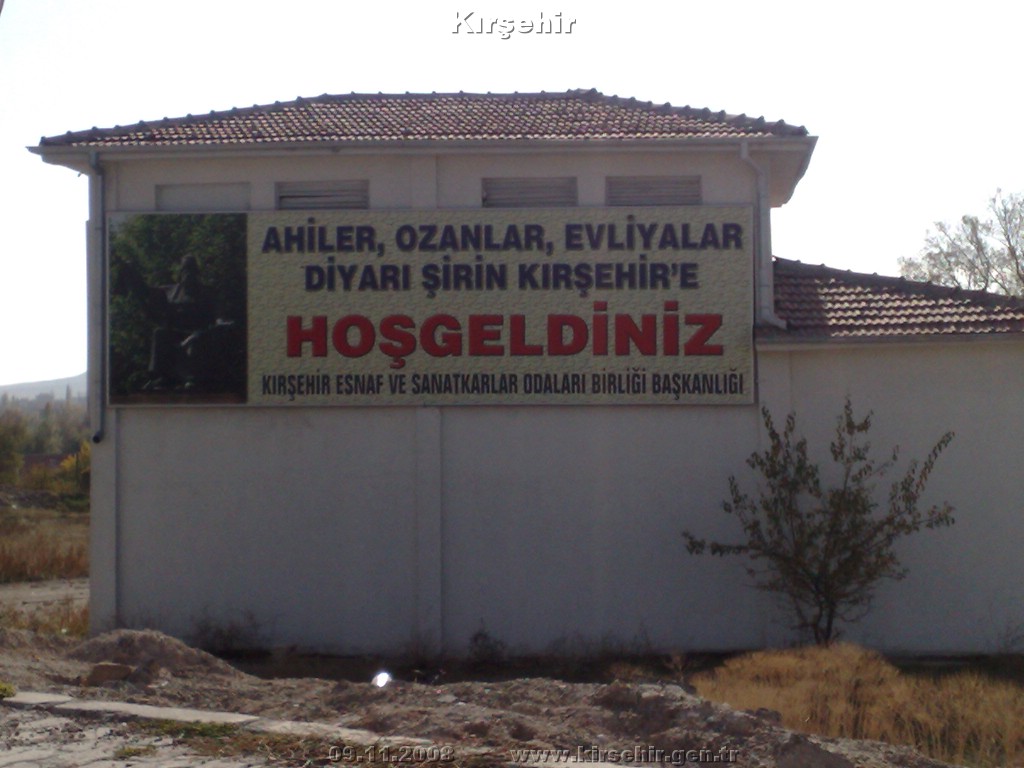 Kırşehir
AHİLER, OZANLAR, EVLİYALAR
DİYARI ŞİRİN KIRŞEHİR'E
HOŞGELDİNİZ
KIRŞEHİR ESNAF VE SANATKARLAR ODALARI BİRLİĞİ BAŞKANLIĞI
09.11.2008 www.kirsehir.gen.tr